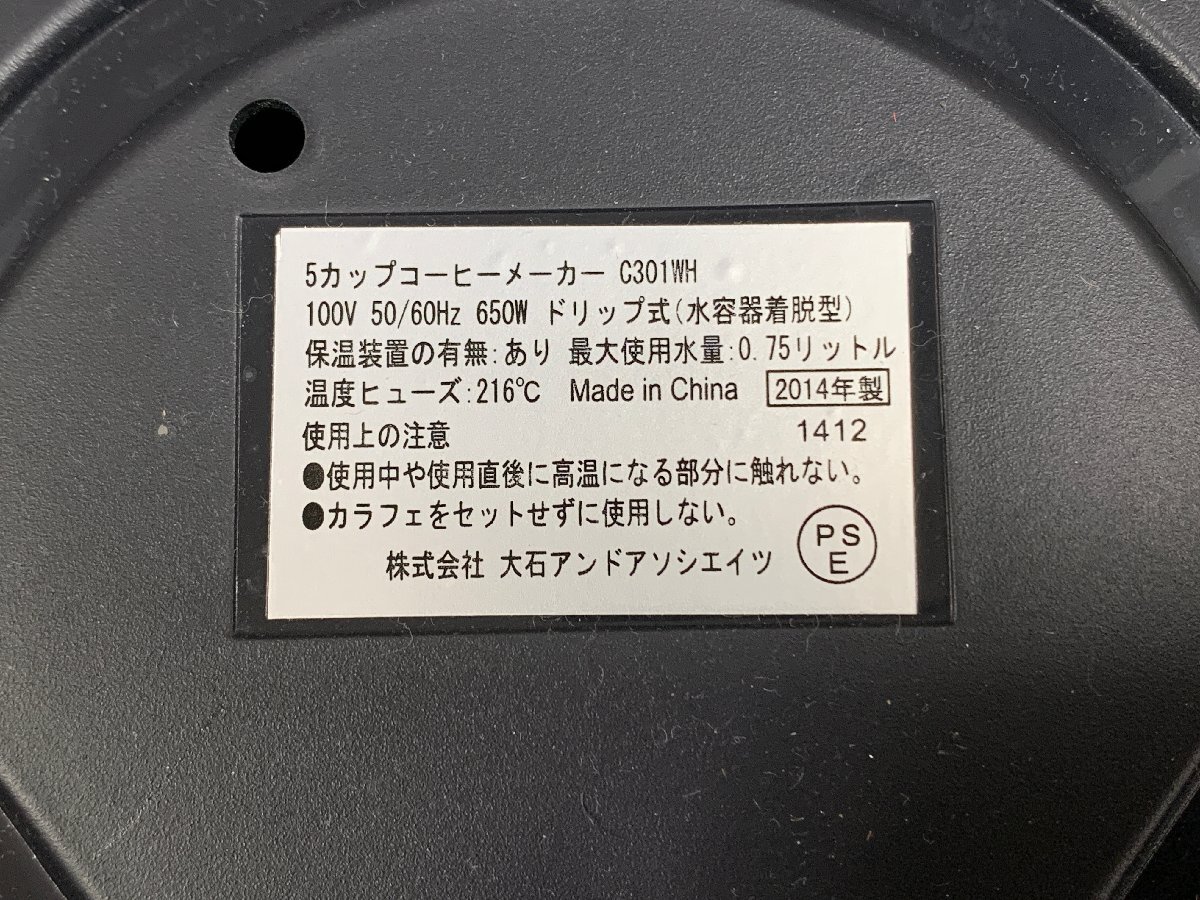 5カップコーヒーメーカー C301WH
100V 50/60Hz 650W ドリップ式(水容器着脱型)
保温装置の有無:あり 最大使用水量:0.75リットル
温度ヒューズ:216℃ Made in China 2014年製
使用上の注意 1412
●使用中や使用直後に高温になる部分に触れない。
●カラフェをセットせずに使用しない。
株式会社 大石アンドアソシエイツ
PS
E